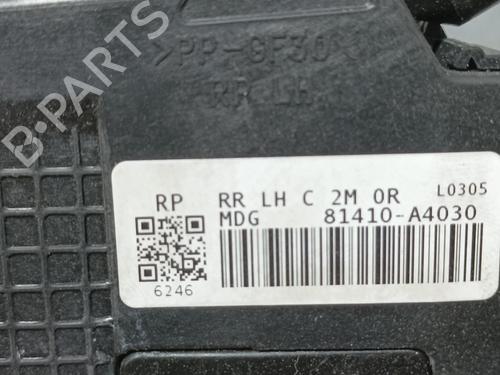 >PP-GF30<
RR LH
RP RR LH C 2M 0R L0305
MDG 81410-A4030
6246
B-PARTS